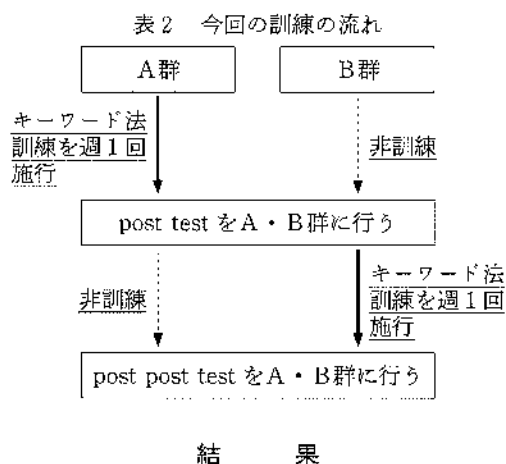 表2 今回の訓練の流れ
A群 B群
キーワード法
訓練を週1回
施行
非訓練
post test をA・B群に行う
非訓練
キーワード法
訓練を週1回
施行
post post test をA・B群に行う
結 果